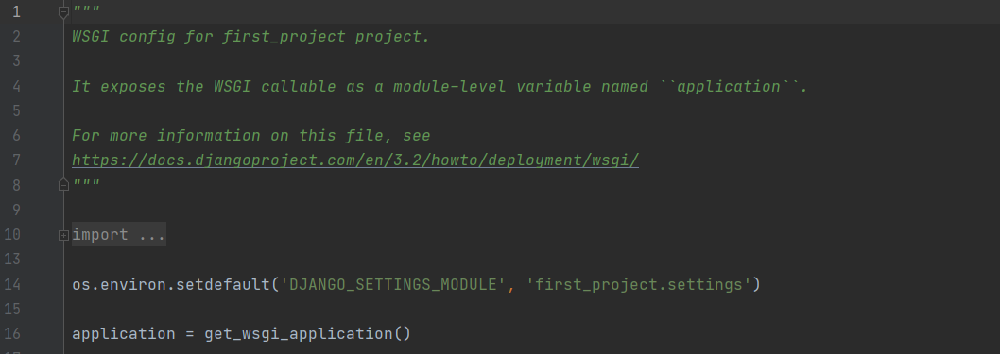 1 """
2 WSGI config for first_project project.
3
4 It exposes the WSGI callable as a module-level variable named ``application``.
5
6 For more information on this file, see
7 https://docs.djangoproject.com/en/3.2/howto/deployment/wsgi/
8 """
9
10 import ...
13
14 os.environ.setdefault('DJANGO_SETTINGS_MODULE', 'first_project.settings')
15
16 application = get_wsgi_application()